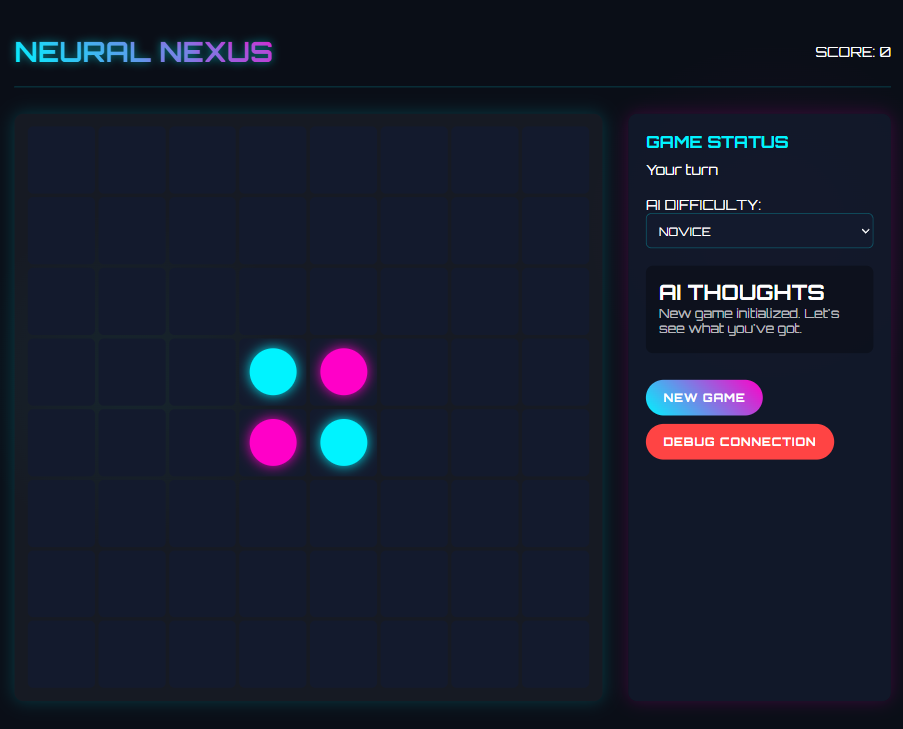 NEURAL NEXUS
SCORE: 0
GAME STATUS
Your turn
AI DIFFICULTY:
NOVICE
AI THOUGHTS
New game initialized. Let's
see what you've got.
NEW GAME
DEBUG CONNECTION